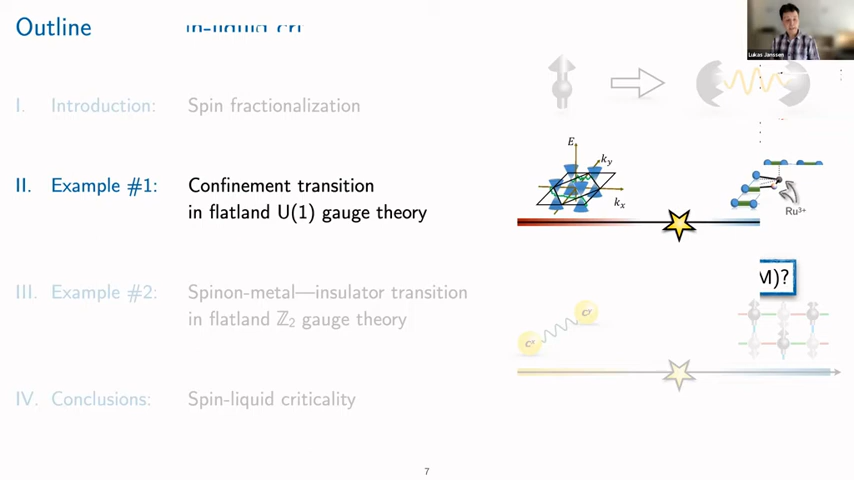 Outline
Lukas Janssen
I. Introduction: Spin fractionalization
II. Example #1: Confinement transition
in flatland U(1) gauge theory
E
k_y
k_x
Ru³⁺
M)?
III. Example #2: Spinon-metal—insulator transition
in flatland ℤ₂ gauge theory
IV. Conclusions: Spin-liquid criticality
7